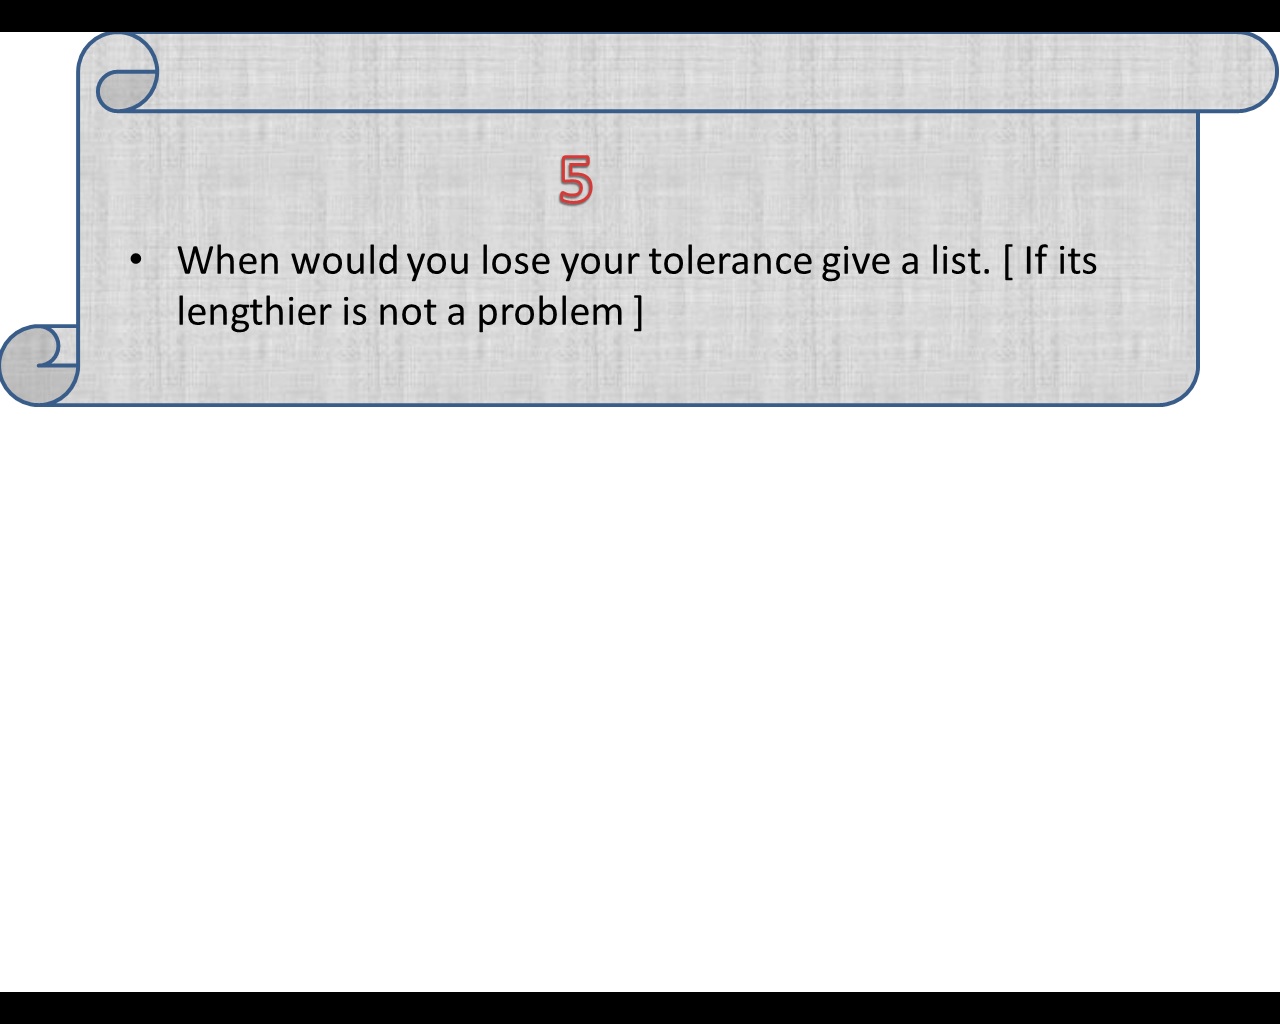 5
• When would you lose your tolerance give a list. [ If its
lengthier is not a problem ]